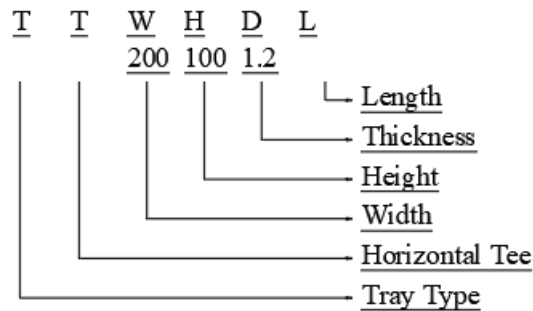 T T W H D L
200 100 1.2
Length
Thickness
Height
Width
Horizontal Tee
Tray Type